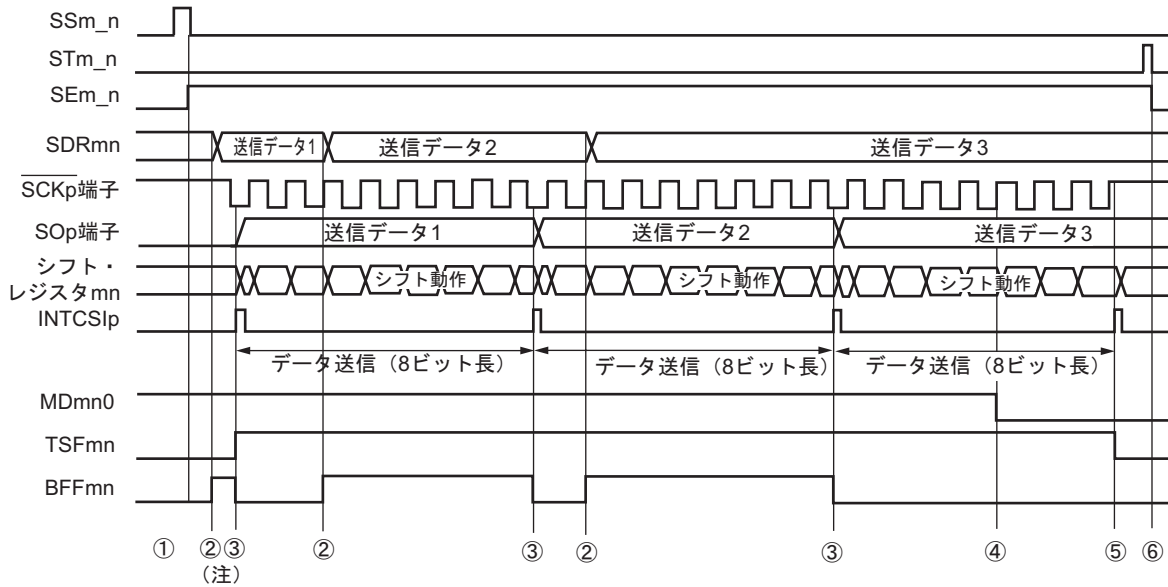 SSm_n
STm_n
SEm_n
SDRmn 送信データ1 送信データ2 送信データ3
SCKp端子
SOp端子 送信データ1 送信データ2 送信データ3
シフト・
レジスタmn シフト動作 シフト動作 シフト動作
INTCSIp
データ送信（8ビット長） データ送信（8ビット長） データ送信（8ビット長）
MDmn0
TSFmn
BFFmn
① ② ③ ② ③ ② ③ ④ ⑤ ⑥
（注）